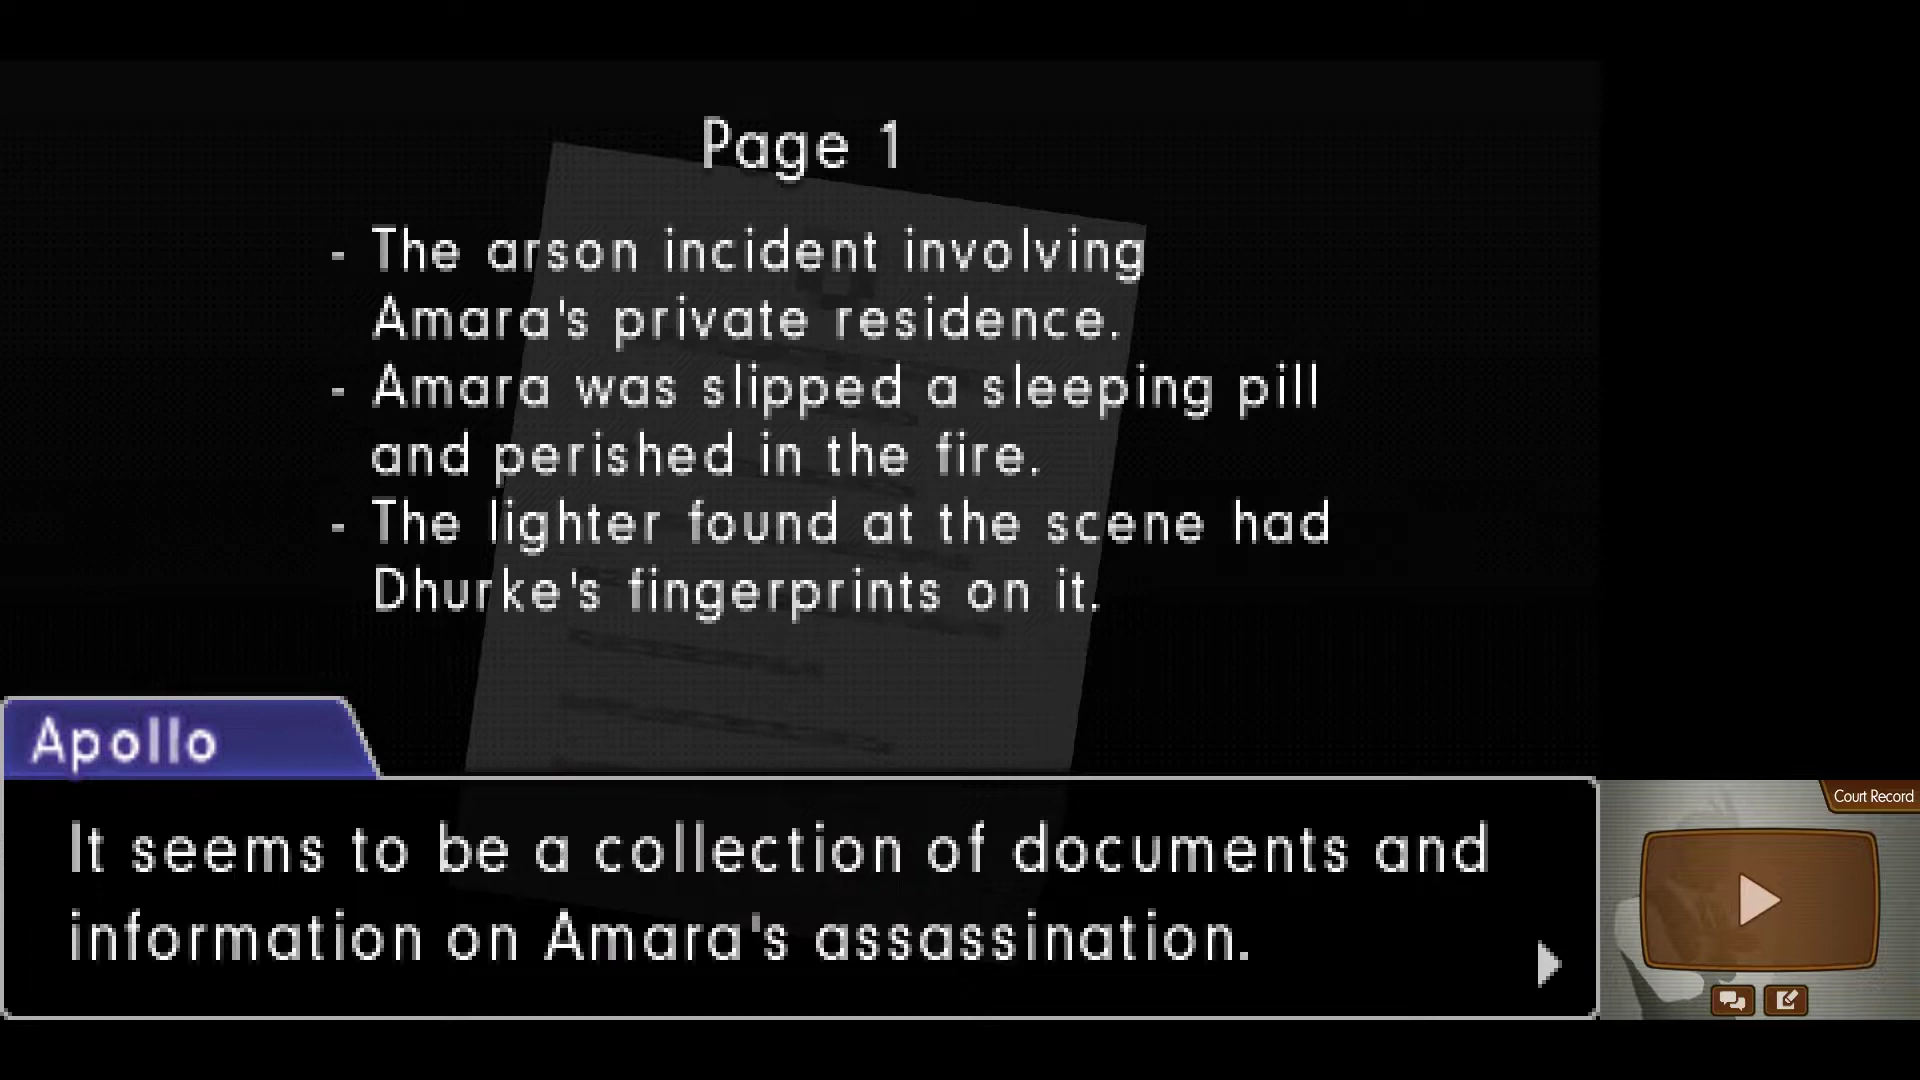 Page 1
- The arson incident involving
Amara's private residence.
- Amara was slipped a sleeping pill
and perished in the fire.
- The lighter found at the scene had
Dhurke's fingerprints on it.
Apollo
It seems to be a collection of documents and
information on Amara's assassination.
Court Record